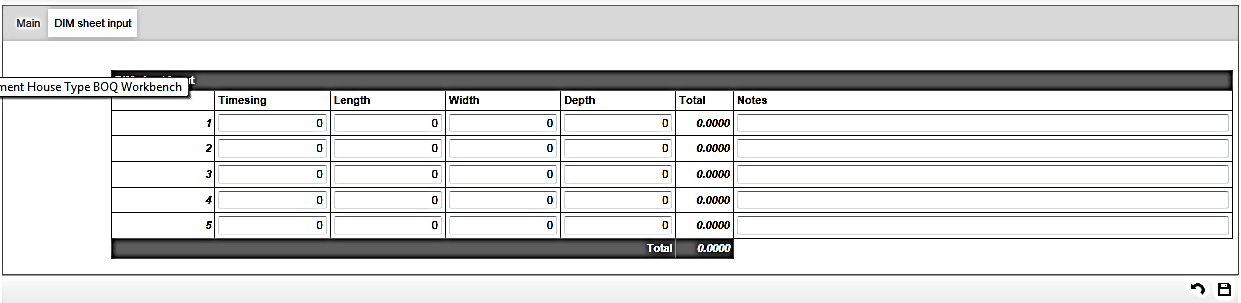 Main DIM sheet input
ment House Type BOQ Workbench
Timesing Length Width Depth Total Notes
1 0 0 0 0 0.0000
2 0 0 0 0 0.0000
3 0 0 0 0 0.0000
4 0 0 0 0 0.0000
5 0 0 0 0 0.0000
Total 0.0000